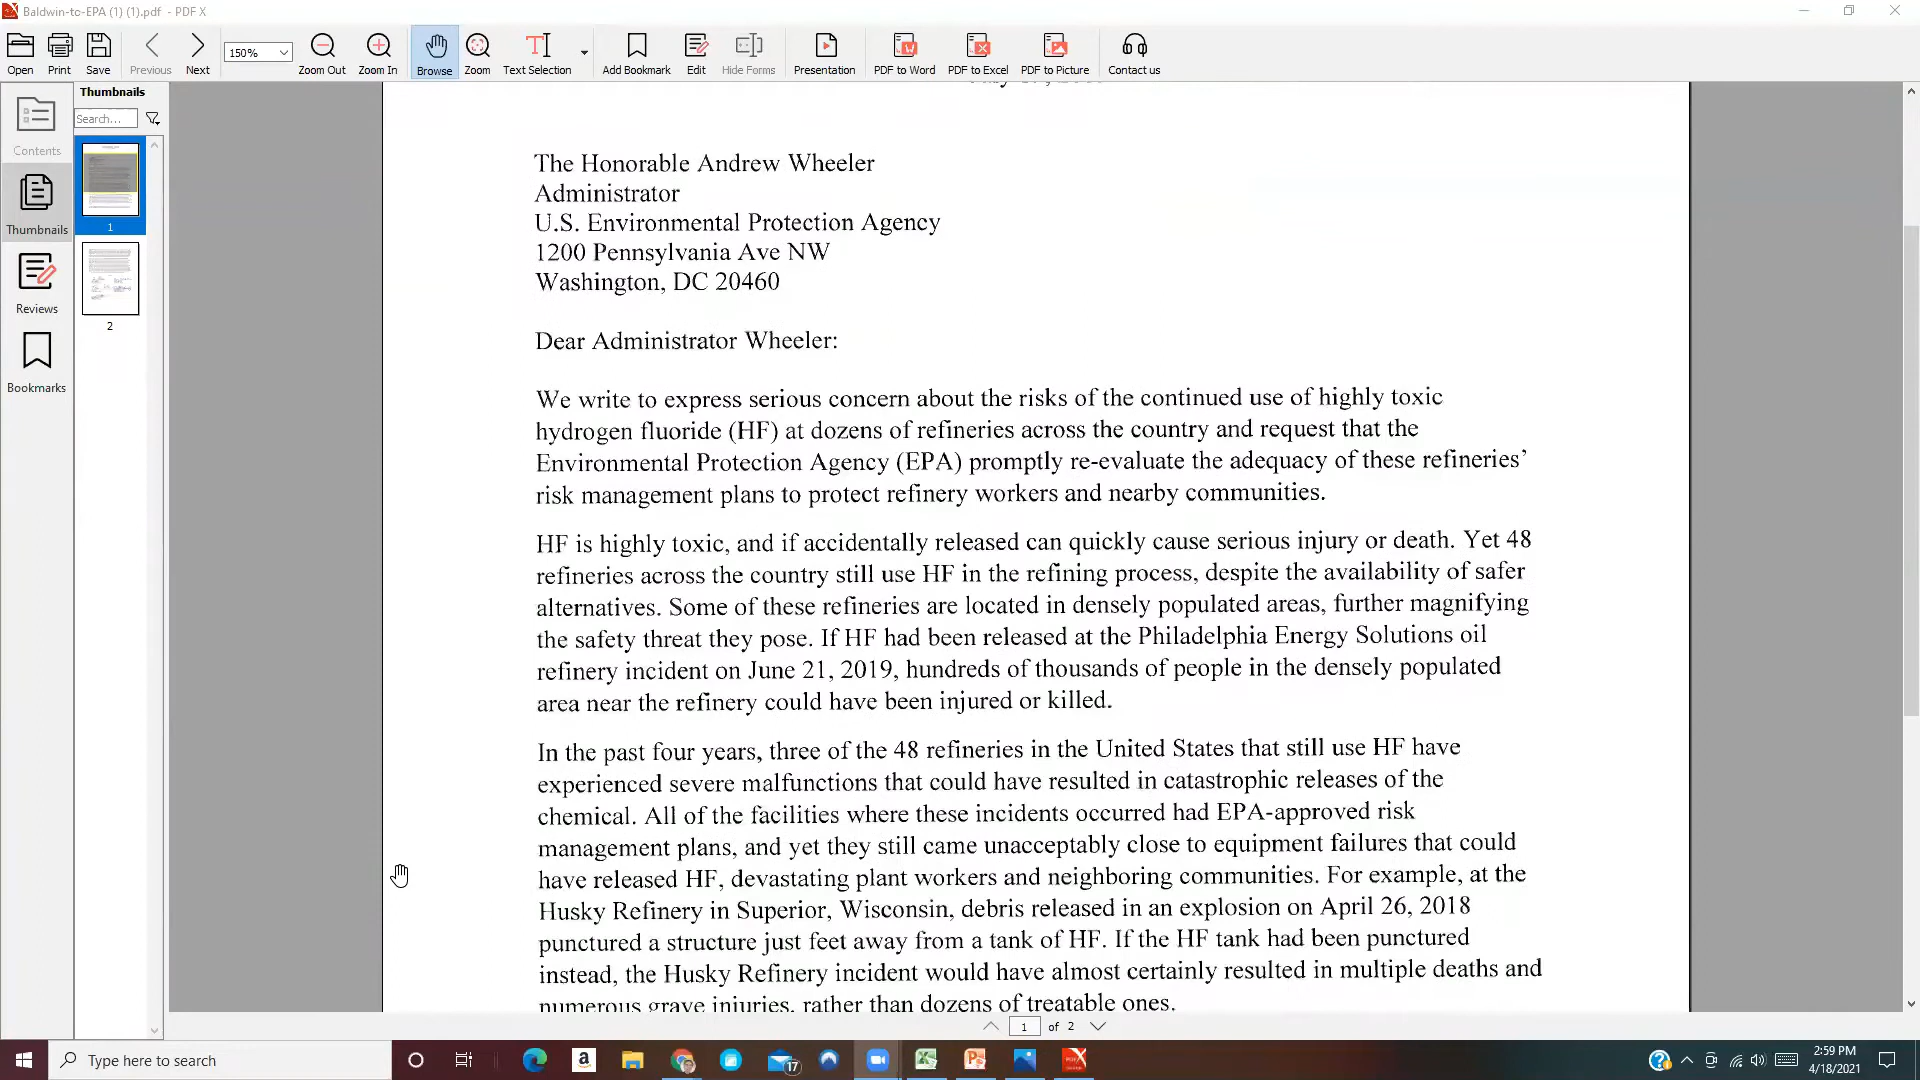 Baldwin-to-EPA (1) (1).pdf - PDF X
Open
Print
Save
Previous
Next
150%
Zoom Out
Zoom In
Browse
Zoom
Text Selection
Add Bookmark
Edit
Hide Forms
Presentation
PDF to Word
PDF to Excel
PDF to Picture
Contact us
Contents
Thumbnails
Reviews
Bookmarks
Thumbnails
Search...
1
2
The Honorable Andrew Wheeler
Administrator
U.S. Environmental Protection Agency
1200 Pennsylvania Ave NW
Washington, DC 20460
Dear Administrator Wheeler:
We write to express serious concern about the risks of the continued use of highly toxic
hydrogen fluoride (HF) at dozens of refineries across the country and request that the
Environmental Protection Agency (EPA) promptly re-evaluate the adequacy of these refineries’
risk management plans to protect refinery workers and nearby communities.
HF is highly toxic, and if accidentally released can quickly cause serious injury or death. Yet 48
refineries across the country still use HF in the refining process, despite the availability of safer
alternatives. Some of these refineries are located in densely populated areas, further magnifying
the safety threat they pose. If HF had been released at the Philadelphia Energy Solutions oil
refinery incident on June 21, 2019, hundreds of thousands of people in the densely populated
area near the refinery could have been injured or killed.
In the past four years, three of the 48 refineries in the United States that still use HF have
experienced severe malfunctions that could have resulted in catastrophic releases of the
chemical. All of the facilities where these incidents occurred had EPA-approved risk
management plans, and yet they still came unacceptably close to equipment failures that could
have released HF, devastating plant workers and neighboring communities. For example, at the
Husky Refinery in Superior, Wisconsin, debris released in an explosion on April 26, 2018
punctured a structure just feet away from a tank of HF. If the HF tank had been punctured
instead, the Husky Refinery incident would have almost certainly resulted in multiple deaths and
numerous grave injuries, rather than dozens of treatable ones.
1 of 2
Type here to search
17
2:59 PM
4/18/2021